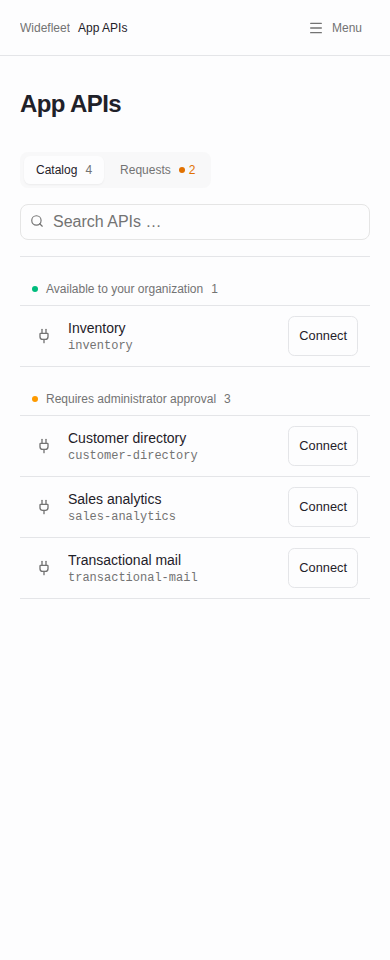 Widefleet App APIs
Menu
App APIs
Catalog 4
Requests 2
Search APIs …
Available to your organization 1
Inventory
inventory
Connect
Requires administrator approval 3
Customer directory
customer-directory
Connect
Sales analytics
sales-analytics
Connect
Transactional mail
transactional-mail
Connect